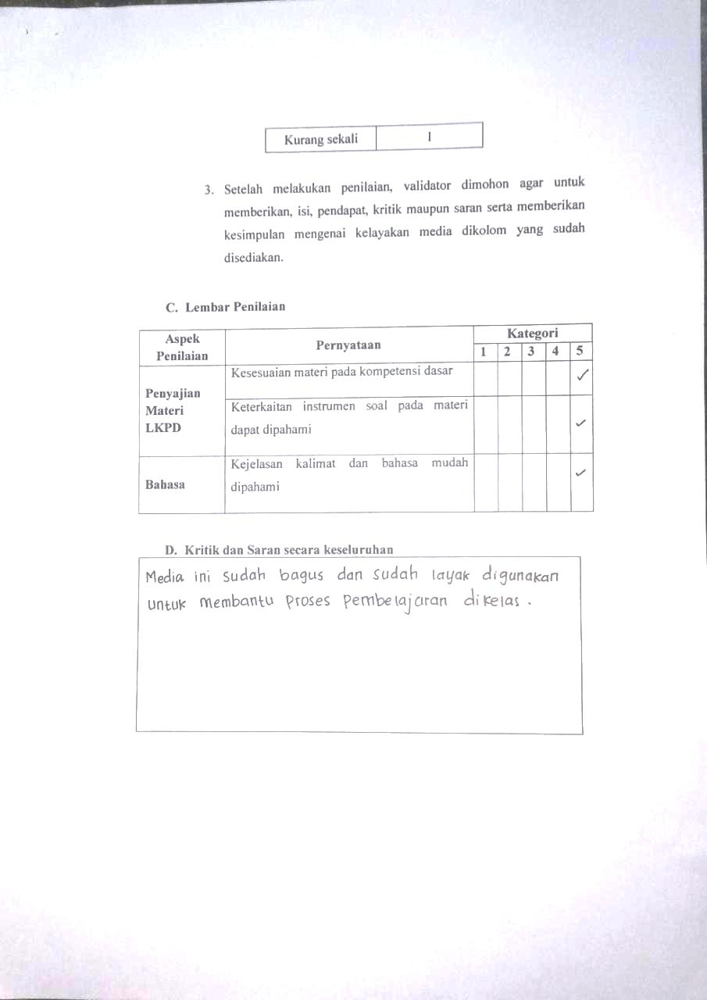 Kurang sekali 1
3. Setelah melakukan penilaian, validator dimohon agar untuk
memberikan, isi, pendapat, kritik maupun saran serta memberikan
kesimpulan mengenai kelayakan media dikolom yang sudah
disediakan.
C. Lembar Penilaian
Aspek Penilaian
Pernyataan
Kategori
1 2 3 4 5
Penyajian
Materi
LKPD
Kesesuaian materi pada kompetensi dasar
✓
Keterkaitan instrumen soal pada materi
dapat dipahami
✓
Bahasa
Kejelasan kalimat dan bahasa mudah
dipahami
✓
D. Kritik dan Saran secara keseluruhan
Media ini sudah bagus dan sudah layak digunakan
untuk membantu proses pembelajaran dikelas.